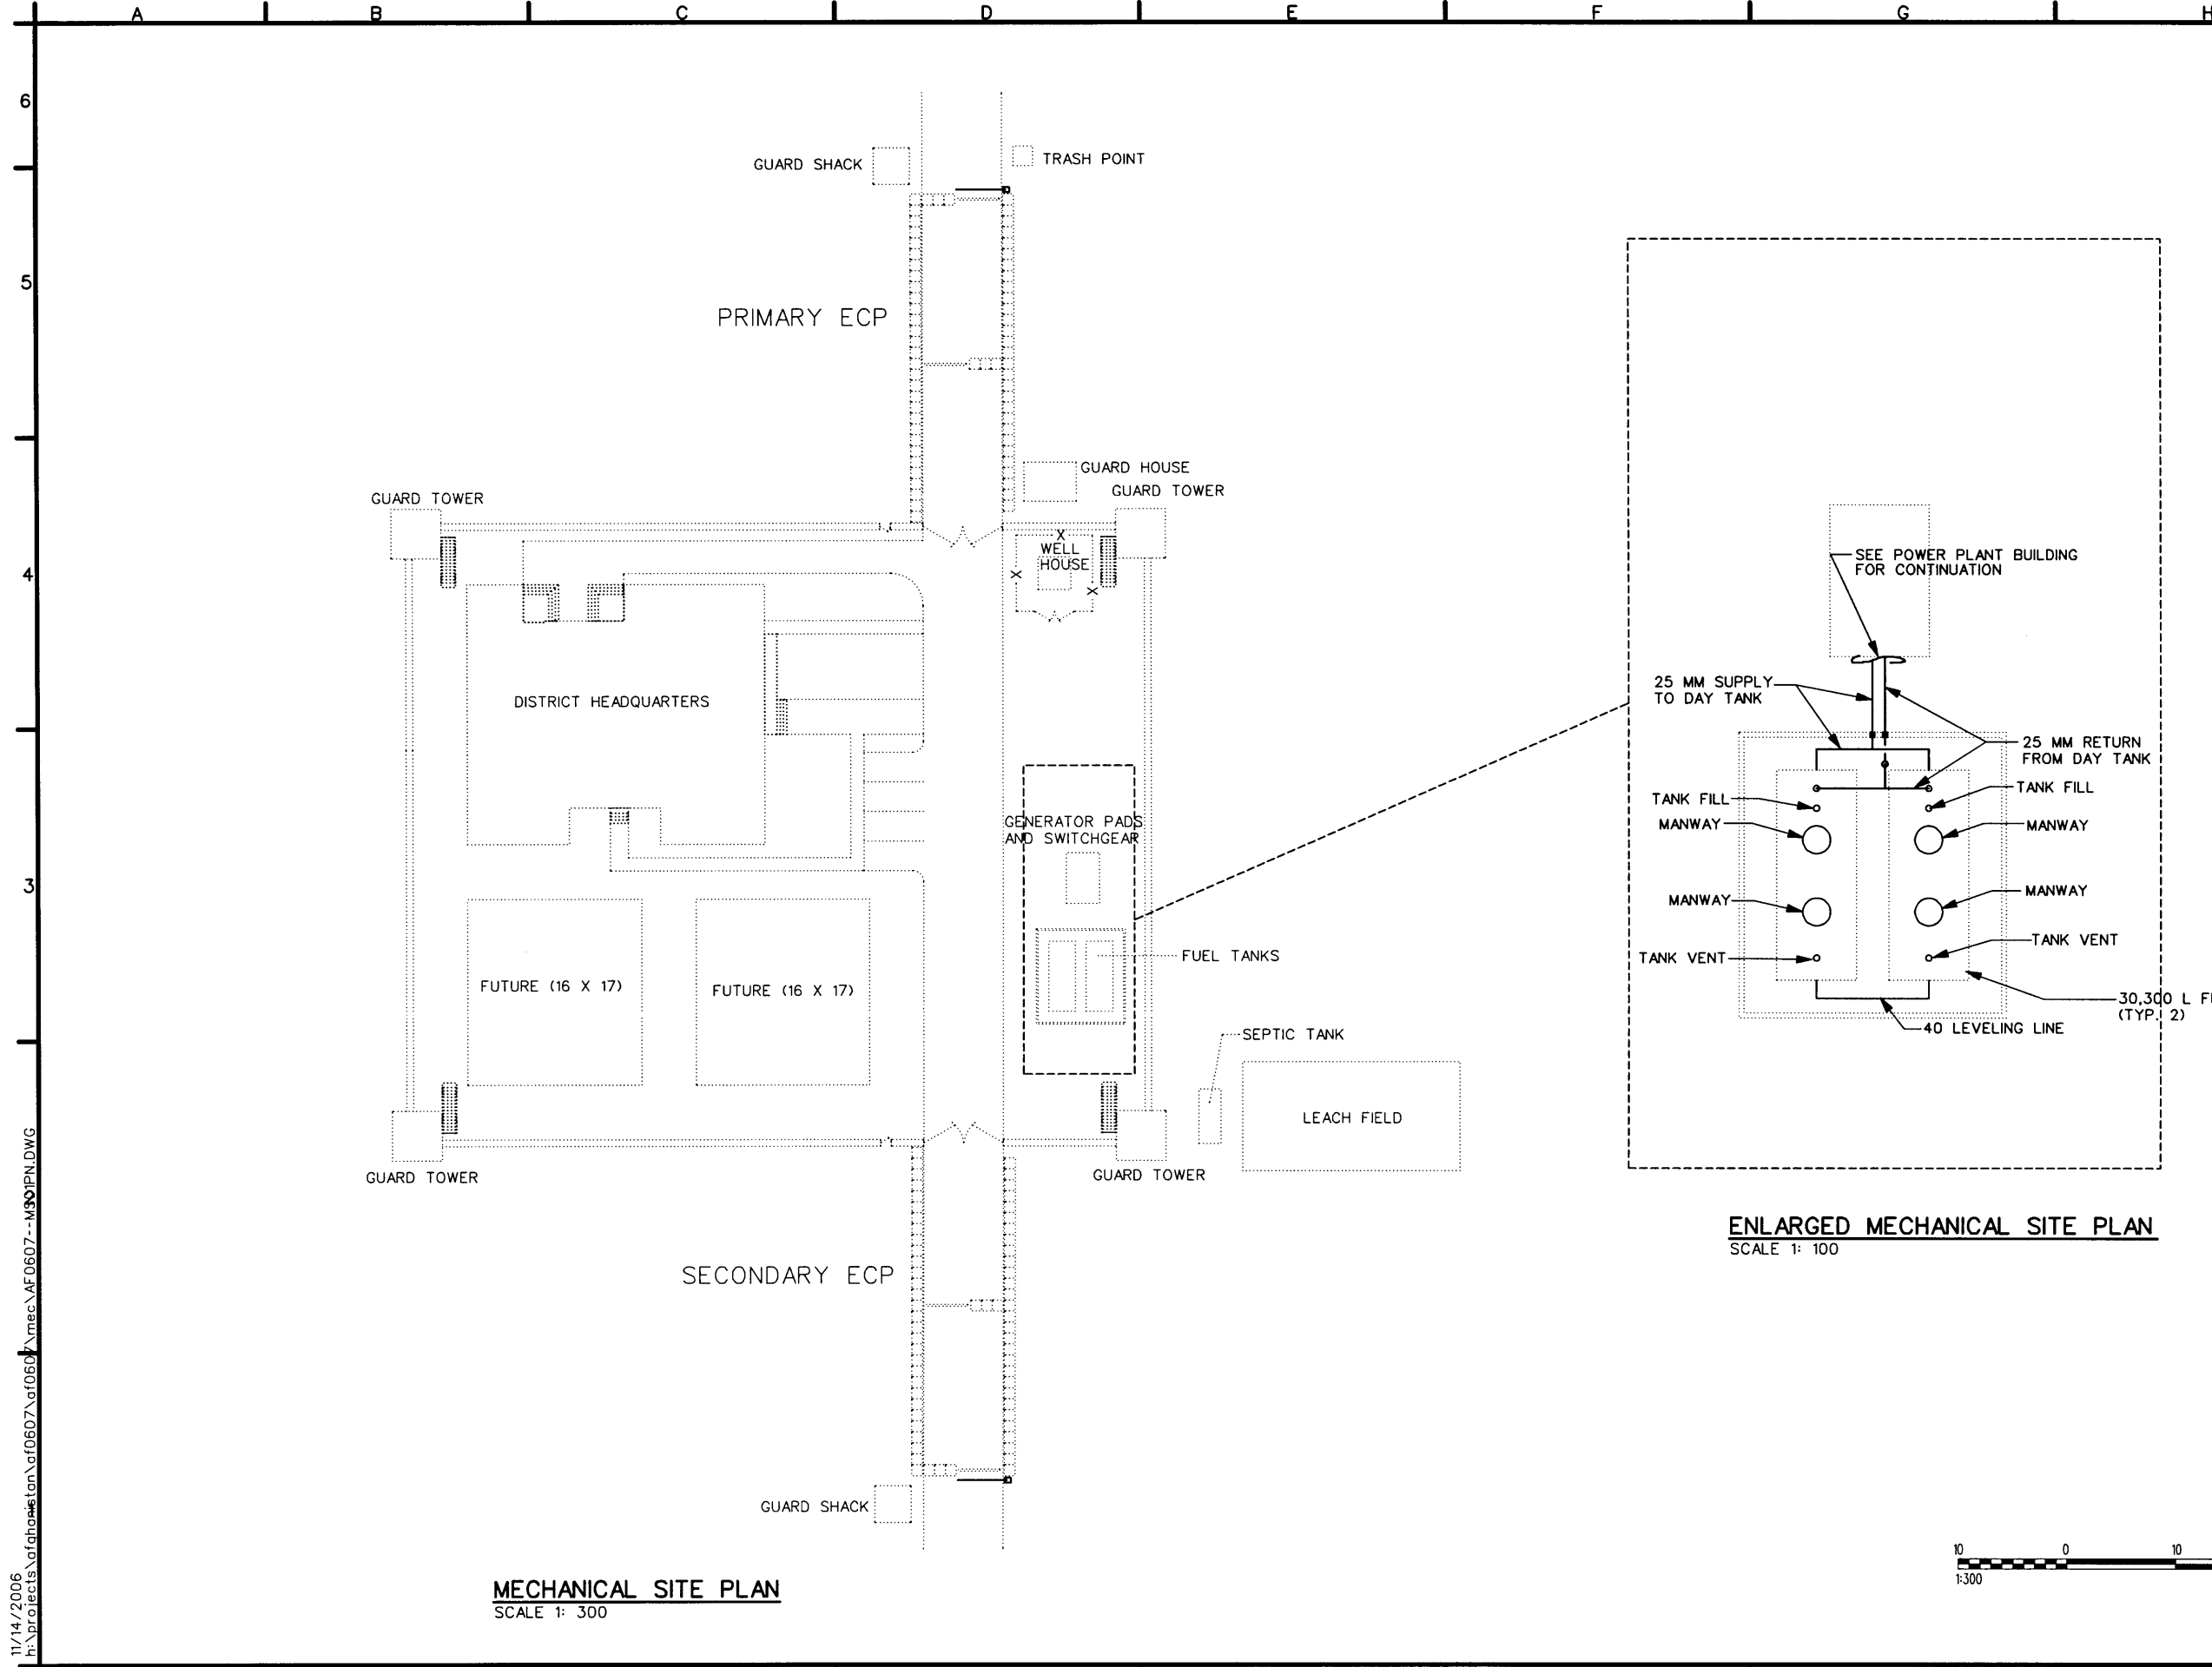 A B C D E F G H
6
GUARD SHACK
TRASH POINT
5
PRIMARY ECP
GUARD HOUSE
GUARD TOWER
GUARD TOWER
4
WELL
HOUSE
X
X
X
DISTRICT HEADQUARTERS
GENERATOR PADS
AND SWITCHGEAR
3
FUTURE (16 X 17)
FUTURE (16 X 17)
FUEL TANKS
SEPTIC TANK
LEACH FIELD
GUARD TOWER
GUARD TOWER
SECONDARY ECP
GUARD SHACK
MECHANICAL SITE PLAN
SCALE 1: 300
SEE POWER PLANT BUILDING
FOR CONTINUATION
25 MM SUPPLY
TO DAY TANK
25 MM RETURN
FROM DAY TANK
TANK FILL
TANK FILL
MANWAY
MANWAY
MANWAY
MANWAY
TANK VENT
TANK VENT
30,300 L
(TYP. 2)
40 LEVELING LINE
ENLARGED MECHANICAL SITE PLAN
SCALE 1: 100
10 0 10
1:300
11/14/2006